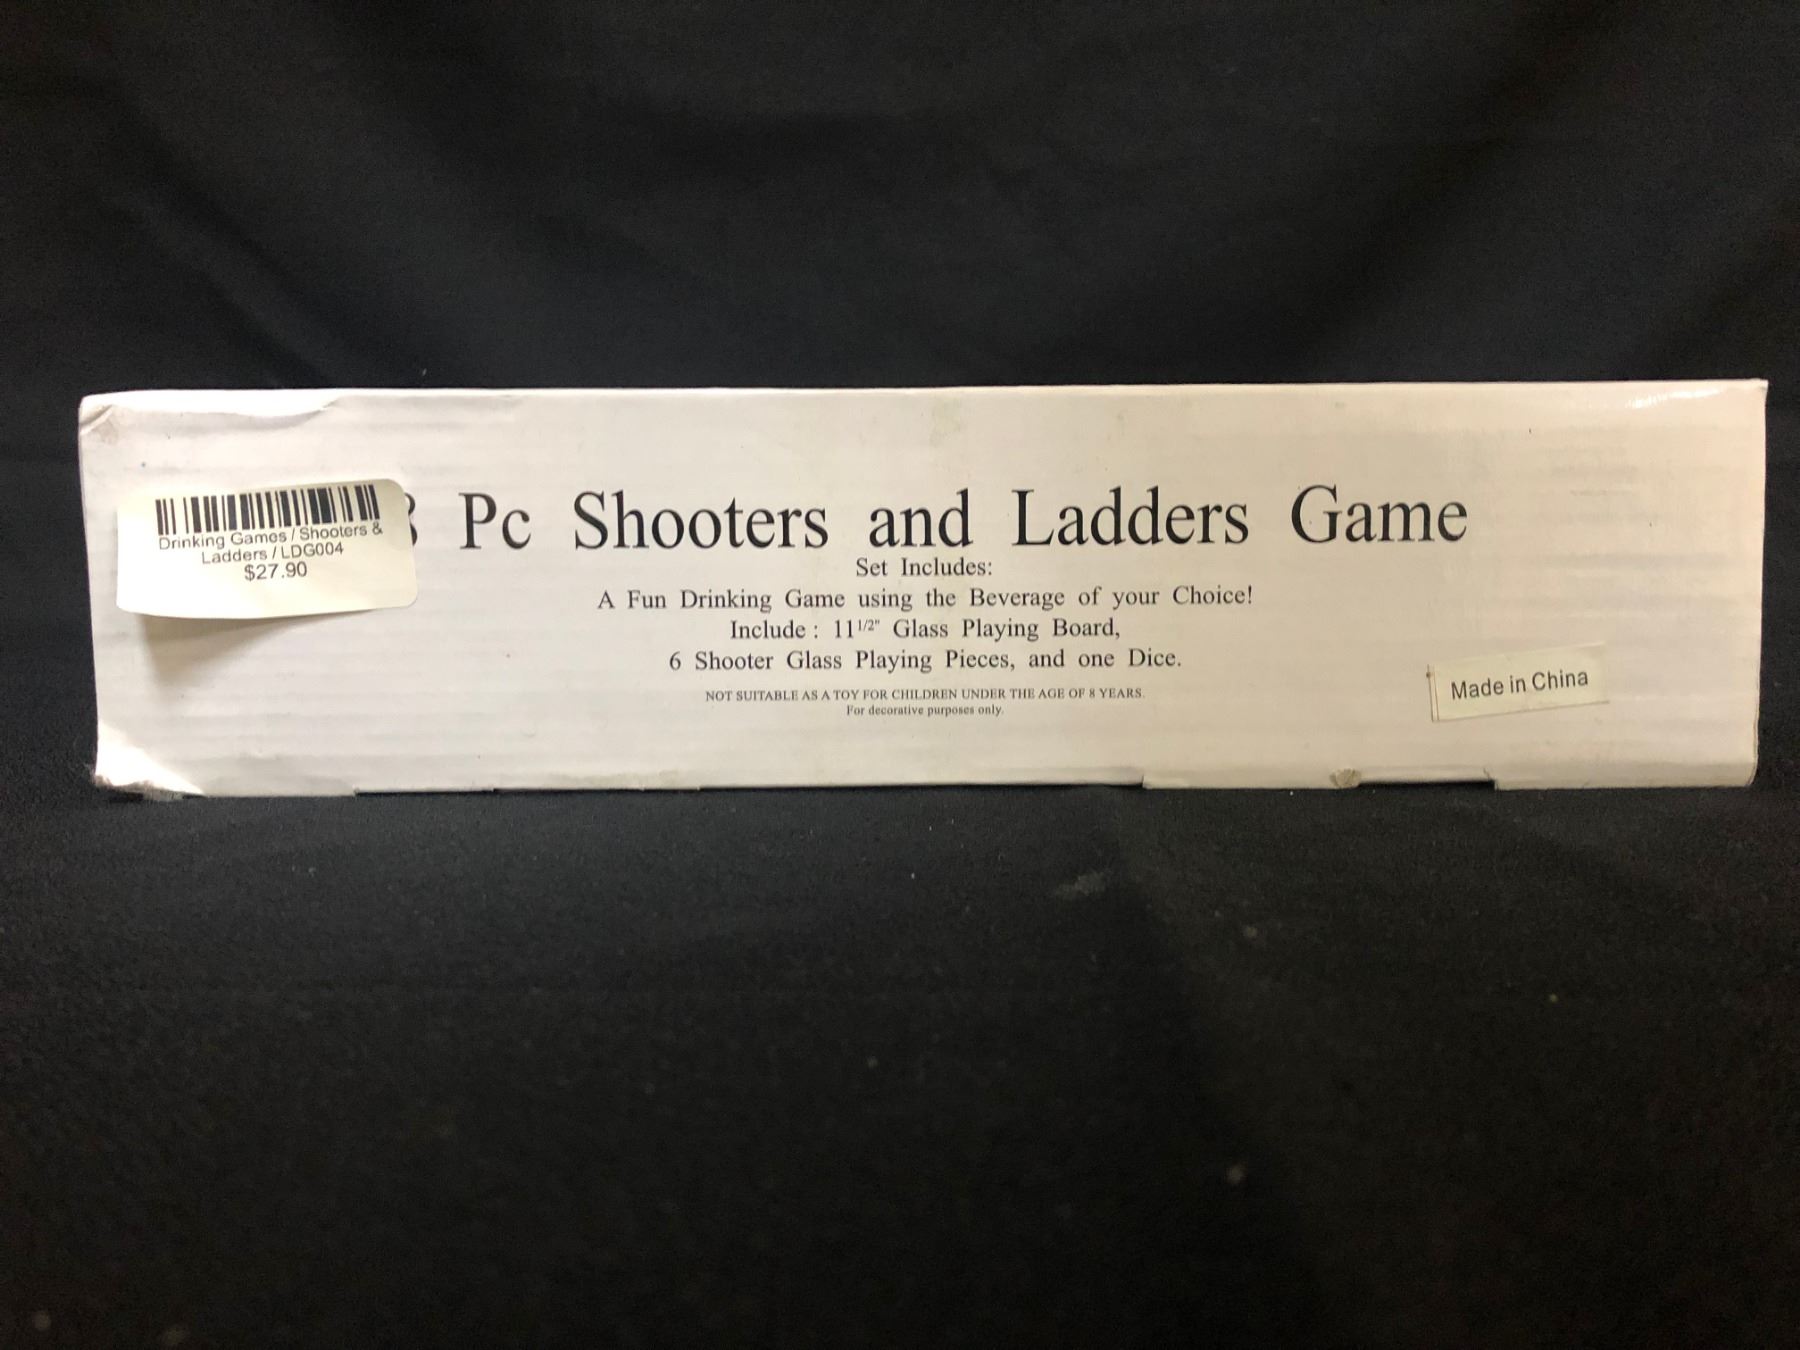 Drinking Games / Shooters &
Ladders / LDG004
$27.90
Pc Shooters and Ladders Game
Set Includes:
A Fun Drinking Game using the Beverage of your Choice!
Include : 11 1/2" Glass Playing Board,
6 Shooter Glass Playing Pieces, and one Dice.
NOT SUITABLE AS A TOY FOR CHILDREN UNDER THE AGE OF 8 YEARS.
For decorative purposes only.
Made in China